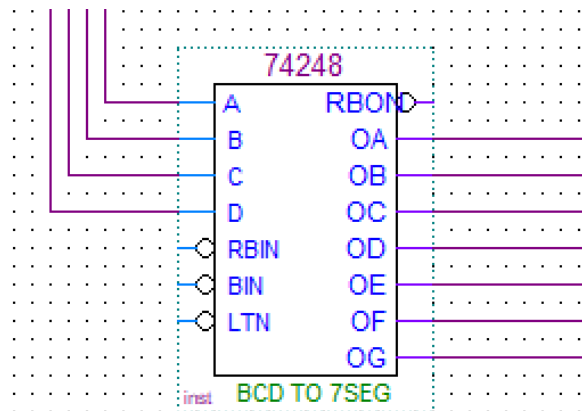 74248
A RBON
B OA
C OB
D OC
RBIN OD
BIN OE
LTN OF
OG
inst BCD TO 7SEG